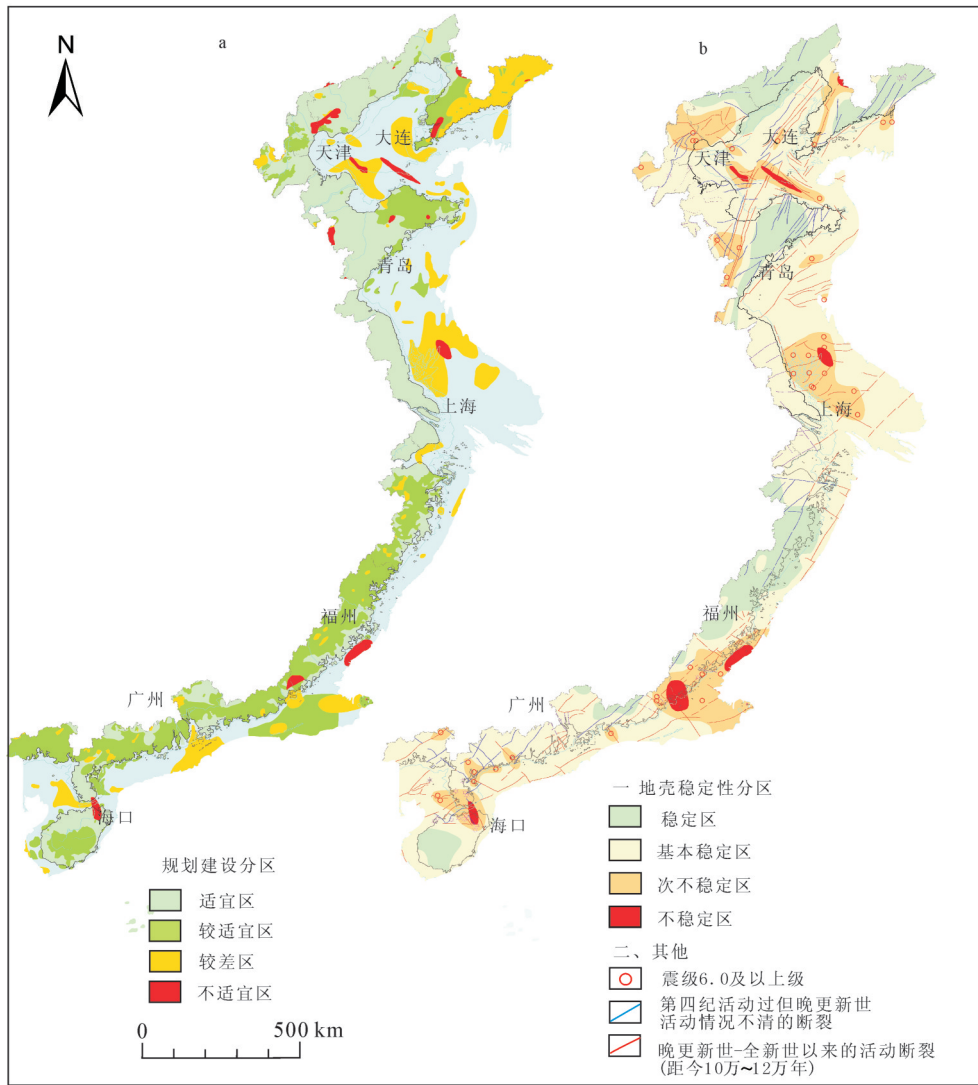 N
a
b
大连
天津
青岛
上海
福州
广州
海口
大连
天津
青岛
上海
福州
广州
海口
规划建设分区
适宜区
较适宜区
较差区
不适宜区
0 500 km
一 地壳稳定性分区
稳定区
基本稳定区
次不稳定区
不稳定区
二、其他
震级6.0及以上级
第四纪活动过但晚更新世
活动情况不清的断裂
晚更新世-全新世以来的活动断裂
(距今10万~12万年)